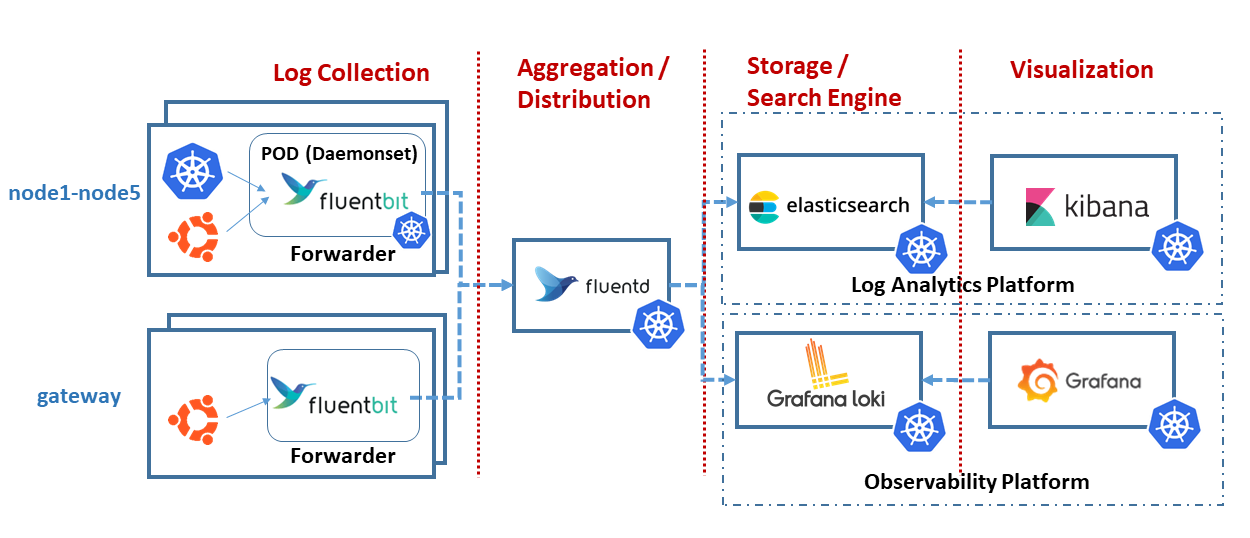 Log Collection
Aggregation /
Distribution
Storage /
Search Engine
Visualization
node1-node5
POD (Daemonset)
fluentbit
Forwarder
gateway
fluentbit
Forwarder
fluentd
elasticsearch
kibana
Log Analytics Platform
Grafana loki
Grafana
Observability Platform